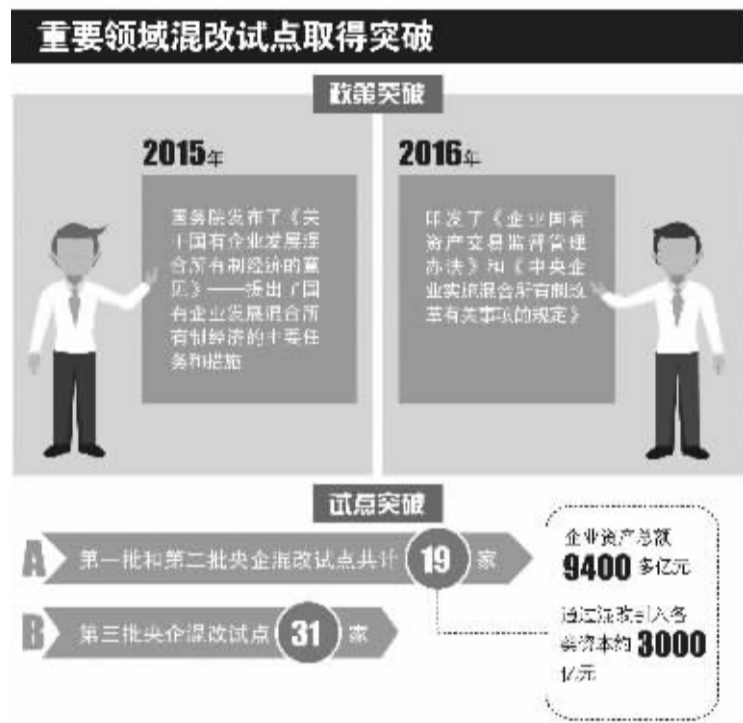 重要领域混改试点取得突破
政策突破
2015年
国务院发布了《关
于国有企业发展混
合所有制经济的意
见》——提出了国
有企业发展混合所
有制经济的主要任
务和措施
2016年
印发了《企业国有
资产交易监督管理
办法》和《中央企
业实施混合所有制改
革有关事项的规定》
试点突破
A 第一批和第二批央企混改试点共计 19 家
B 第三批央企混改试点 31 家
企业资产总额
9400 多亿元
通过混改引入各
类资本约 3000
亿元